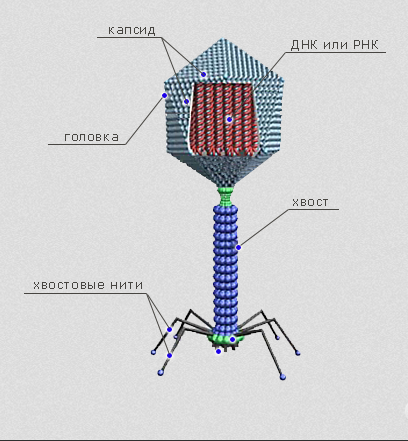 капсид
ДНК или РНК
головка
хвост
хвостовые нити